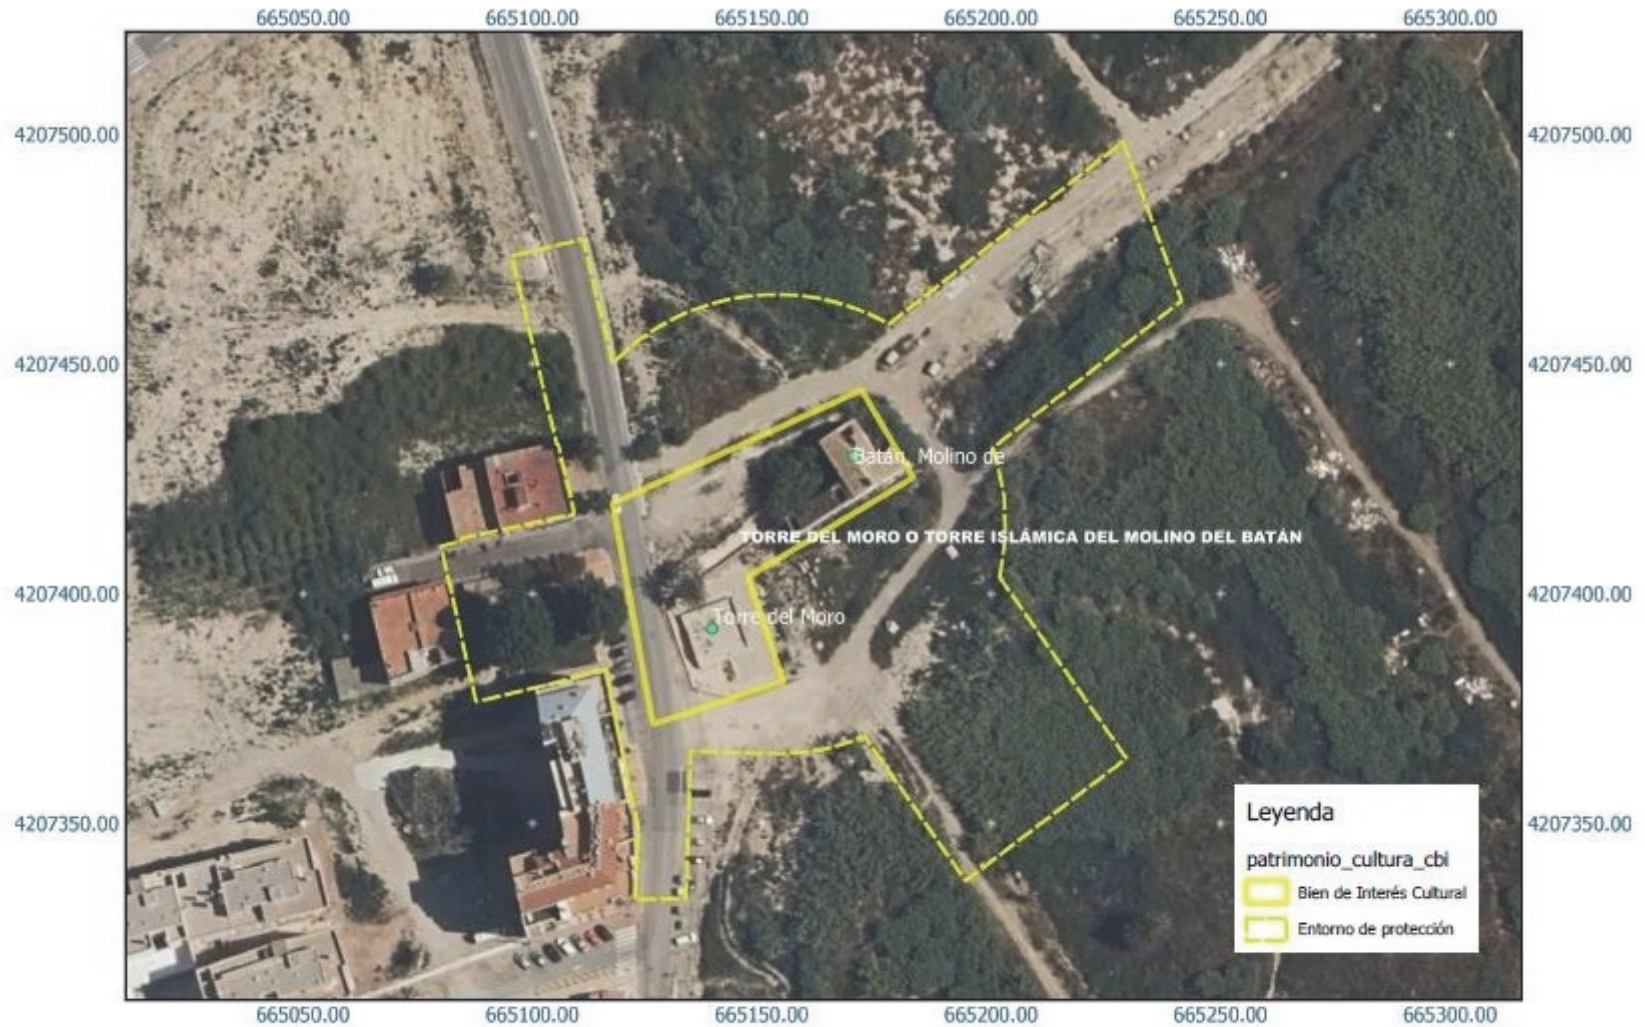 665050.00 665100.00 665150.00 665200.00 665250.00 665300.00
4207500.00 4207500.00
4207450.00 4207450.00
Batán, Molino de
TORRE DEL MORO O TORRE ISLÁMICA DEL MOLINO DEL BATÁN
4207400.00 4207400.00
Torre del Moro
4207350.00 4207350.00
Leyenda
patrimonio_cultura_cbi
Bien de Interés Cultural
Entorno de protección
665050.00 665100.00 665150.00 665200.00 665250.00 665300.00